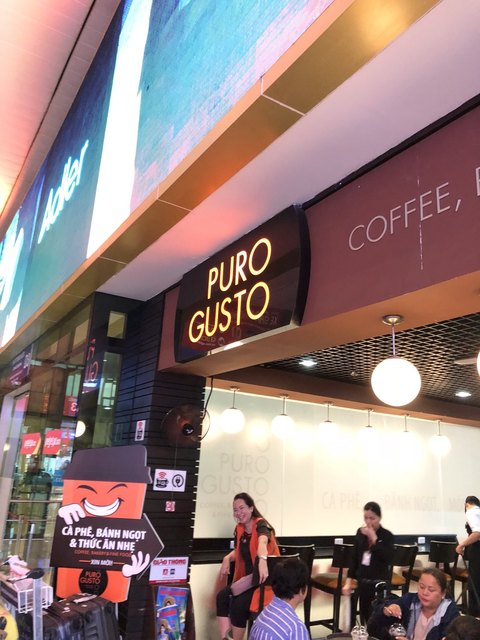 Adler
PURO
GUSTO
COFFEE,
PURO
GUSTO
CÀ PHÊ, BÁNH NGỌT
CÀ PHÊ, BÁNH NGỌT
& THỨC ĂN NHẸ
COFFEE, BAKERY & FINE FOOD
XIN MỜI!
PURO
GUSTO